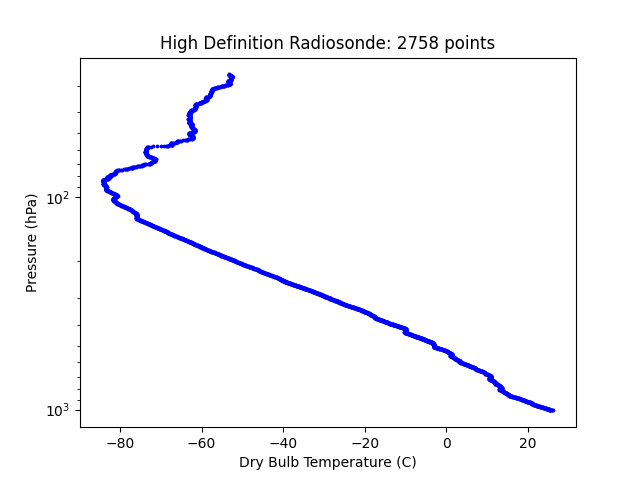 High Definition Radiosonde: 2758 points
10²
10³
Pressure (hPa)
−80 −60 −40 −20 0 20
Dry Bulb Temperature (C)